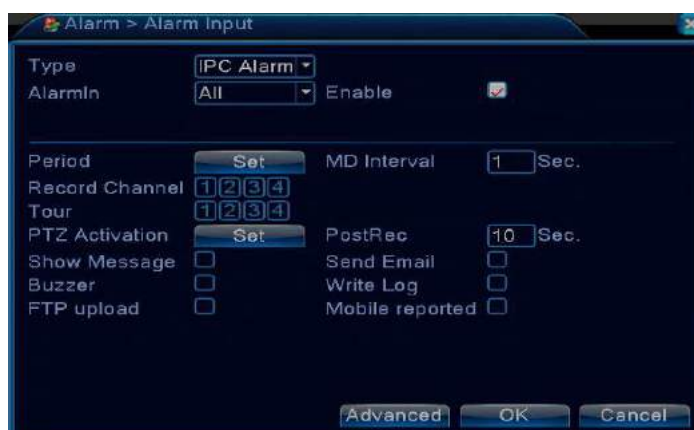 Alarm > Alarm Input
Type IPC Alarm
AlarmIn All Enable
Period Set MD Interval 1 Sec.
Record Channel 1 2 3 4
Tour 1 2 3 4
PTZ Activation Set PostRec 10 Sec.
Show Message Send Email
Buzzer Write Log
FTP upload Mobile reported
Advanced OK Cancel